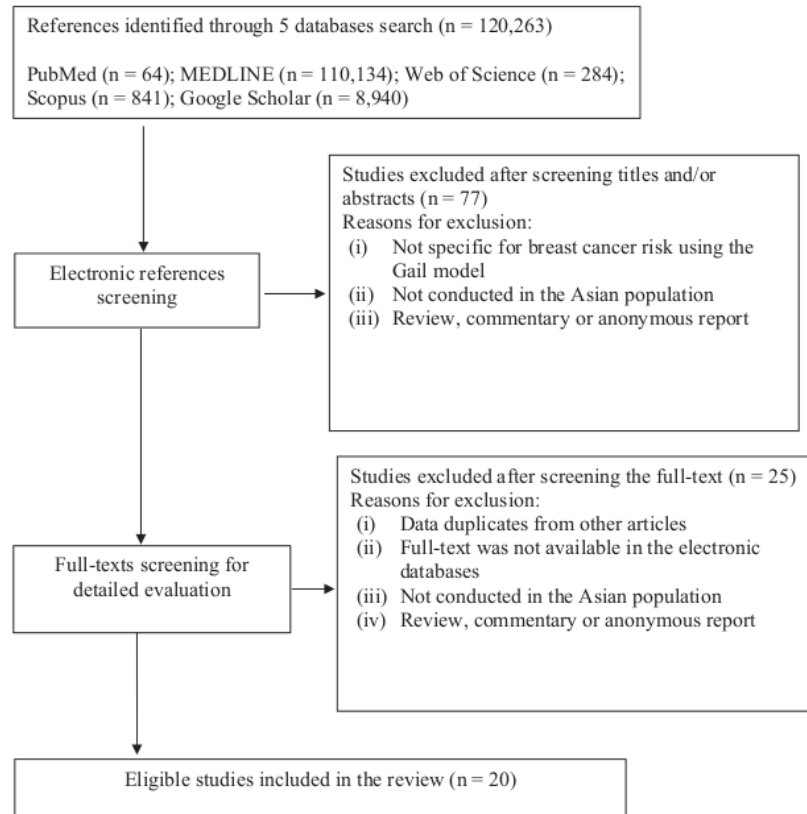 References identified through 5 databases search (n = 120,263)
PubMed (n = 64); MEDLINE (n = 110,134); Web of Science (n = 284);
Scopus (n = 841); Google Scholar (n = 8,940)
Studies excluded after screening titles and/or
abstracts (n = 77)
Reasons for exclusion:
(i) Not specific for breast cancer risk using the
Gail model
(ii) Not conducted in the Asian population
(iii) Review, commentary or anonymous report
Electronic references
screening
Studies excluded after screening the full-text (n = 25)
Reasons for exclusion:
(i) Data duplicates from other articles
(ii) Full-text was not available in the electronic
databases
(iii) Not conducted in the Asian population
(iv) Review, commentary or anonymous report
Full-texts screening for
detailed evaluation
Eligible studies included in the review (n = 20)